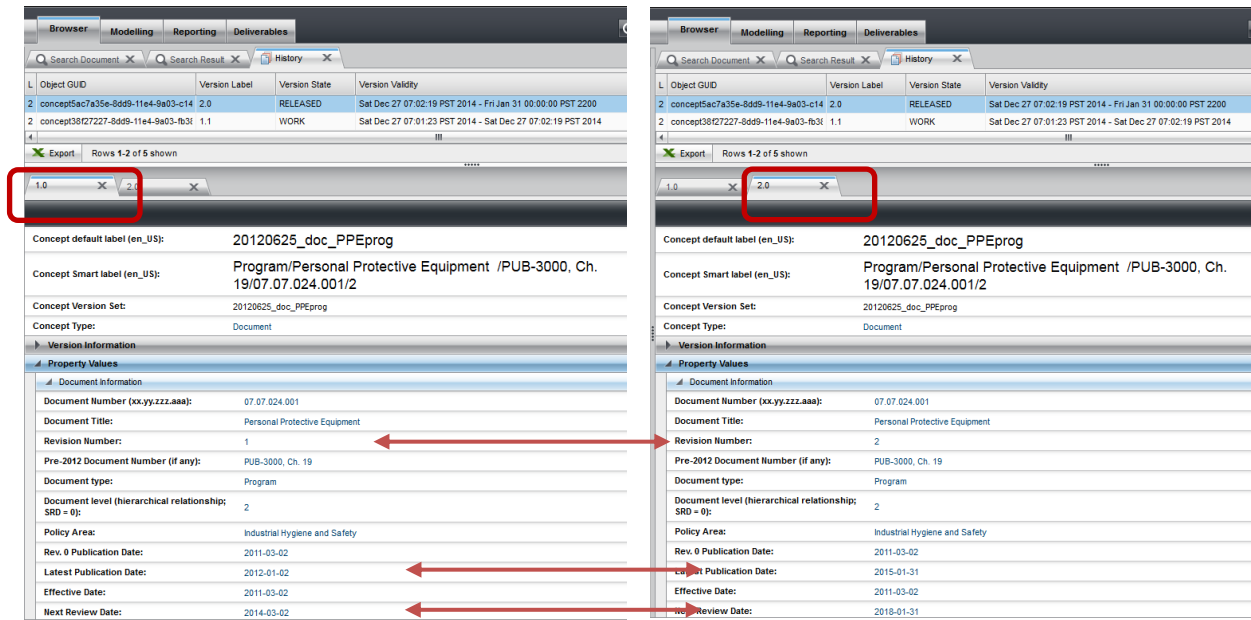 Browser Modelling Reporting Deliverables
Search Document X Search Result X History X
L Object GUID Version Label Version State Version Validity
2 concept5ac7a35e-8dd9-11e4-9a03-c14 2.0 RELEASED Sat Dec 27 07:02:19 PST 2014 - Fri Jan 31 00:00:00 PST 2200
2 concept38f27227-8dd9-11e4-9a03-fb3 1.1 WORK Sat Dec 27 07:01:23 PST 2014 - Sat Dec 27 07:02:19 PST 2014
Export Rows 1-2 of 5 shown
1.0 X 2.0 X
Concept default label (en_US): 20120625_doc_PPEprog
Concept Smart label (en_US): Program/Personal Protective Equipment /PUB-3000, Ch.
19/07.07.024.001/2
Concept Version Set: 20120625_doc_PPEprog
Concept Type: Document
Version Information
Property Values
Document Information
Document Number (xx.yy.zzz.aaa): 07.07.024.001
Document Title: Personal Protective Equipment
Revision Number: 1
Pre-2012 Document Number (if any): PUB-3000, Ch. 19
Document type: Program
Document level (hierarchical relationship;
SRD = 0): 2
Policy Area: Industrial Hygiene and Safety
Rev. 0 Publication Date: 2011-03-02
Latest Publication Date: 2012-01-02
Effective Date: 2011-03-02
Next Review Date: 2014-03-02
Browser Modelling Reporting Deliverables
Search Document X Search Result X History X
L Object GUID Version Label Version State Version Validity
2 concept5ac7a35e-8dd9-11e4-9a03-c14 2.0 RELEASED Sat Dec 27 07:02:19 PST 2014 - Fri Jan 31 00:00:00 PST 2200
2 concept38f27227-8dd9-11e4-9a03-fb3 1.1 WORK Sat Dec 27 07:01:23 PST 2014 - Sat Dec 27 07:02:19 PST 2014
Export Rows 1-2 of 5 shown
1.0 X 2.0 X
Concept default label (en_US): 20120625_doc_PPEprog
Concept Smart label (en_US): Program/Personal Protective Equipment /PUB-3000, Ch.
19/07.07.024.001/2
Concept Version Set: 20120625_doc_PPEprog
Concept Type: Document
Version Information
Property Values
Document Information
Document Number (xx.yy.zzz.aaa): 07.07.024.001
Document Title: Personal Protective Equipment
Revision Number: 2
Pre-2012 Document Number (if any): PUB-3000, Ch. 19
Document type: Program
Document level (hierarchical relationship;
SRD = 0): 2
Policy Area: Industrial Hygiene and Safety
Rev. 0 Publication Date: 2011-03-02
Latest Publication Date: 2015-01-31
Effective Date: 2011-03-02
Next Review Date: 2018-01-31